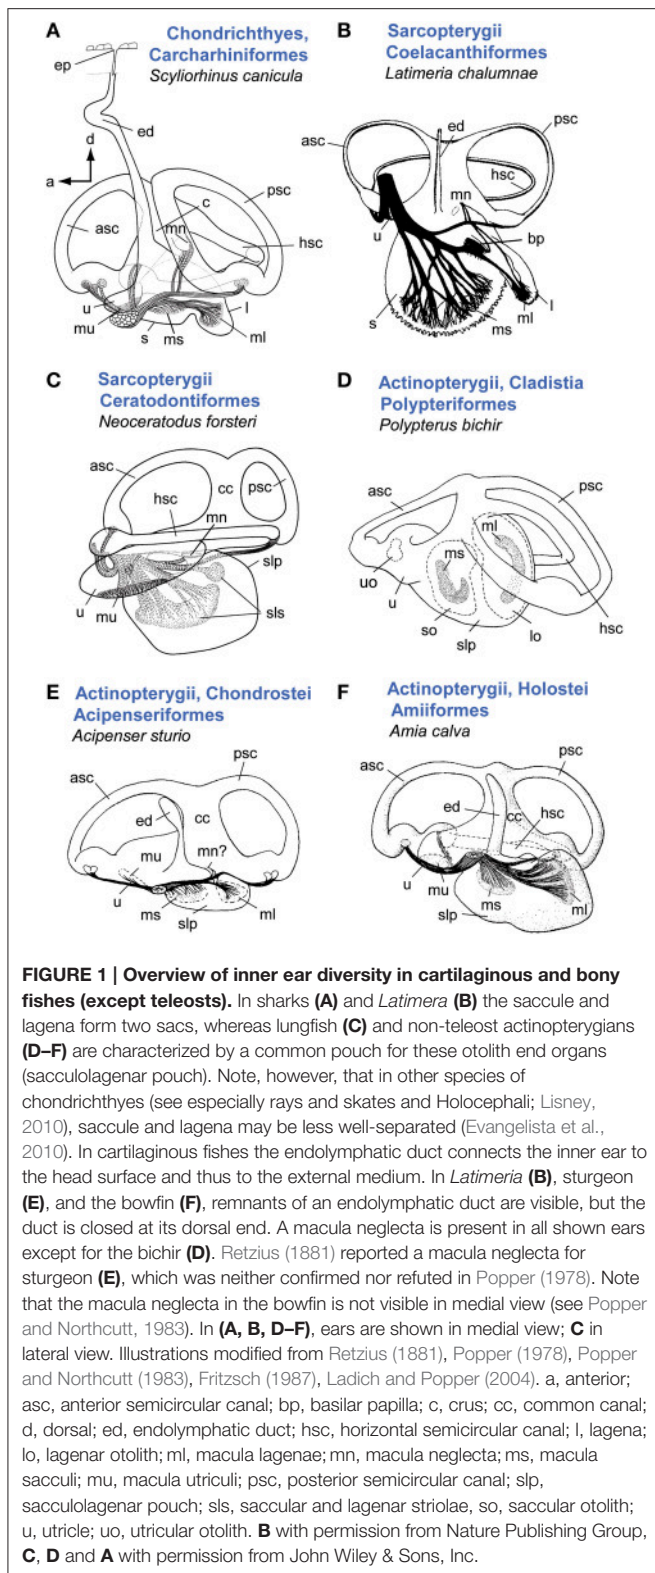 A
Chondrichthyes,
Carcharhiniformes
Scyliorhinus canicula
ep
ed
d
a
c
psc
asc
mn
hsc
u
mu
s
ms
l
ml
B
Sarcopterygii
Coelacanthiformes
Latimeria chalumnae
ed
psc
asc
hsc
mn
u
bp
s
l
ml
ms
C
Sarcopterygii
Ceratodontiformes
Neoceratodus forsteri
asc
hsc
cc
psc
mn
slp
u
mu
sls
D
Actinopterygii, Cladistia
Polypteriformes
Polypterus bichir
asc
psc
ml
ms
uo
u
so
slp
lo
hsc
E
Actinopterygii, Chondrostei
Acipenseriformes
Acipenser sturio
psc
asc
ed
cc
mu
mn?
u
ms
slp
ml
F
Actinopterygii, Holostei
Amiiformes
Amia calva
asc
psc
ed
cc
hsc
u
mu
ms
slp
ml
FIGURE 1 | Overview of inner ear diversity in cartilaginous and bony
fishes (except teleosts). In sharks (A) and Latimera (B) the saccule and
lagena form two sacs, whereas lungfish (C) and non-teleost actinopterygians
(D–F) are characterized by a common pouch for these otolith end organs
(sacculolagenar pouch). Note, however, that in other species of
chondrichthyes (see especially rays and skates and Holocephali; Lisney,
2010), saccule and lagena may be less well-separated (Evangelista et al.,
2010). In cartilaginous fishes the endolymphatic duct connects the inner ear to
the head surface and thus to the external medium. In Latimeria (B), sturgeon
(E), and the bowfin (F), remnants of an endolymphatic duct are visible, but the
duct is closed at its dorsal end. A macula neglecta is present in all shown ears
except for the bichir (D). Retzius (1881) reported a macula neglecta for
sturgeon (E), which was neither confirmed nor refuted in Popper (1978). Note
that the macula neglecta in the bowfin is not visible in medial view (see Popper
and Northcutt, 1983). In (A, B, D–F), ears are shown in medial view; C in
lateral view. Illustrations modified from Retzius (1881), Popper (1978), Popper
and Northcutt (1983), Fritzsch (1987), Ladich and Popper (2004). a, anterior;
asc, anterior semicircular canal; bp, basilar papilla; c, crus; cc, common canal;
d, dorsal; ed, endolymphatic duct; hsc, horizontal semicircular canal; l, lagena;
lo, lagenar otolith; ml, macula lagenae; mn, macula neglecta; ms, macula
sacculi; mu, macula utriculi; psc, posterior semicircular canal; slp,
sacculolagenar pouch; sls, saccular and lagenar striolae, so, saccular otolith;
u, utricle; uo, utricular otolith. B with permission from Nature Publishing Group,
C, D and A with permission from John Wiley & Sons, Inc.